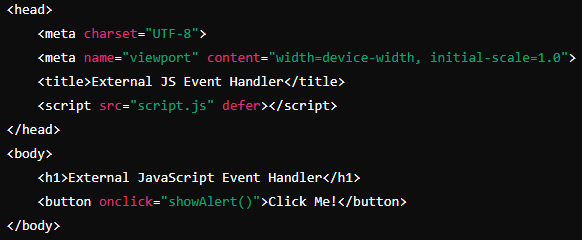 <head>
    <meta charset="UTF-8">
    <meta name="viewport" content="width=device-width, initial-scale=1.0">
    <title>External JS Event Handler</title>
    <script src="script.js" defer></script>
</head>
<body>
    <h1>External JavaScript Event Handler</h1>
    <button onclick="showAlert()">Click Me!</button>
</body>